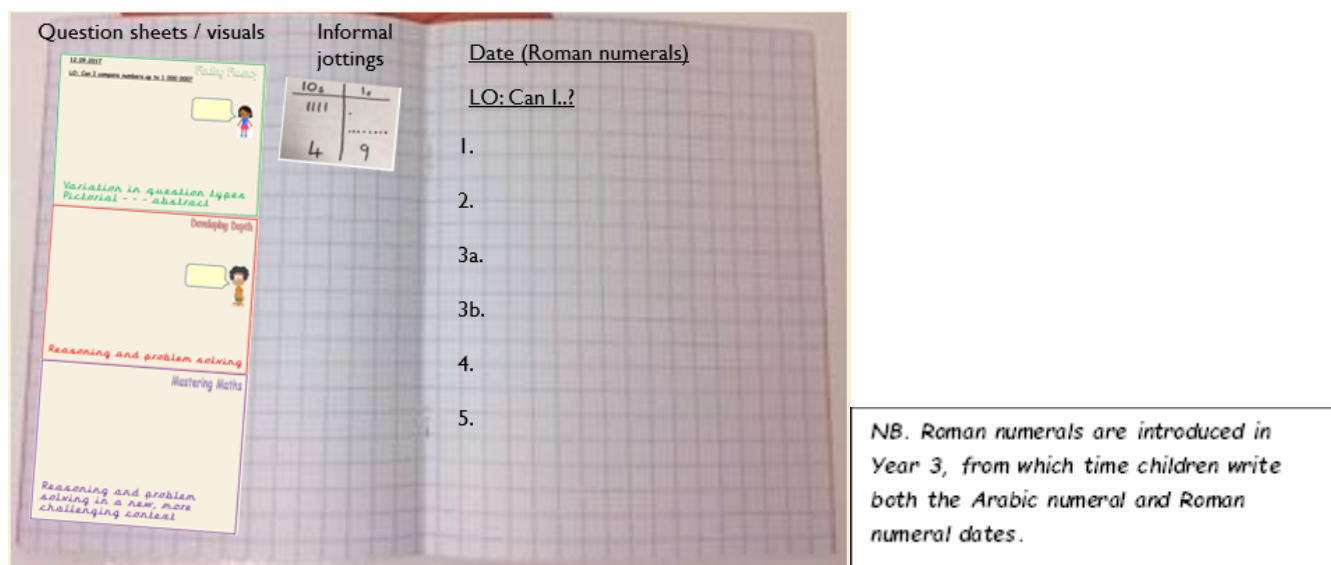 Question sheets / visuals
Informal
jottings
12.09.2017
LO: Can I compare numbers up to 1 000 000?
Finding Fluency
Variation in question types
Pictorial - - - abstract
Developing Depth
Reasoning and problem solving
Mastering Maths
Reasoning and problem
solving in a new, more
challenging context
10s 1s
4 9
Date (Roman numerals)
LO: Can I..?
1.
2.
3a.
3b.
4.
5.
NB. Roman numerals are introduced in
Year 3, from which time children write
both the Arabic numeral and Roman
numeral dates.